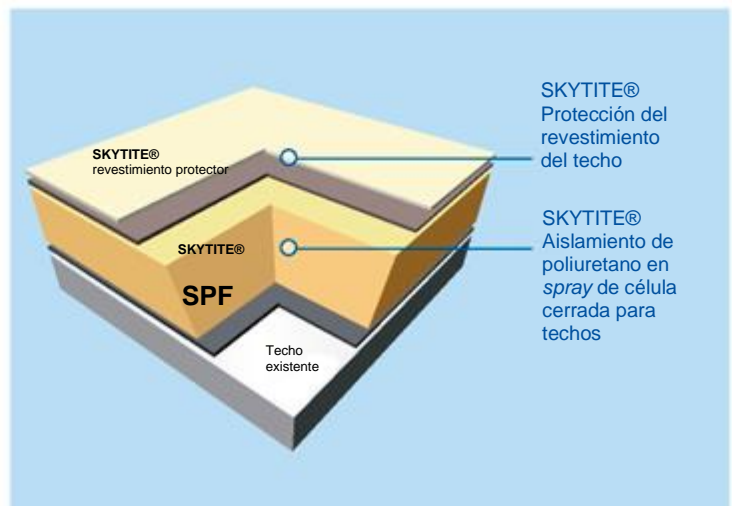 SKYTITE®
revestimiento protector
SKYTITE®
SPF
Techo
existente
SKYTITE®
Protección del
revestimiento
del techo
SKYTITE®
Aislamiento de
poliuretano en
spray de célula
cerrada para
techos